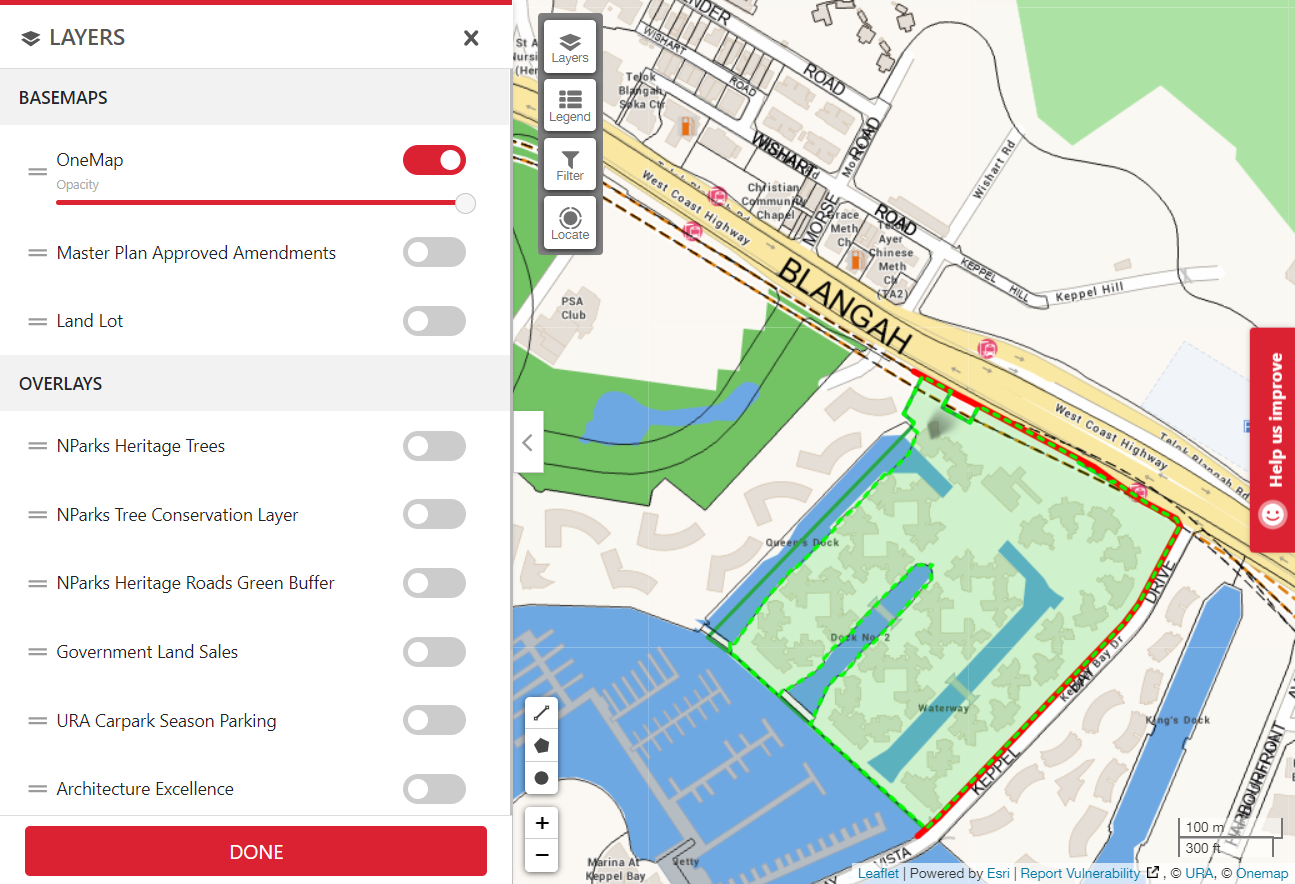 LAYERS
BASEMAPS
OneMap
Opacity
Master Plan Approved Amendments
Land Lot
OVERLAYS
NParks Heritage Trees
NParks Tree Conservation Layer
NParks Heritage Roads Green Buffer
Government Land Sales
URA Carpark Season Parking
Architecture Excellence
DONE
Layers
Legend
Filter
Locate
WISHART
ROAD
ROAD
Telok
Blangah
Soka Ctr
WISHART
ROAD
Wishart Rd
West Coast Highway
Christian
Community
Chapel
MORSE
ROAD
Grace
Meth
Ch
Telok
Ayer
Chinese
Meth
Ch
(TA2)
KEPPEL HILL
Keppel Hill
BLANGAH
PSA
Club
West Coast Highway
Telok Blangah Rd
Help us improve
Queen's Dock
Dock No. 2
Waterway
DRIVE
Keppel Bay Dr
BAY
KEPPEL
King's Dock
HARBOURFRONT
VISTA
Jetty
Marina At
Keppel Bay
+
−
100 m
300 ft
Leaflet | Powered by Esri | Report Vulnerability , © URA, © Onemap